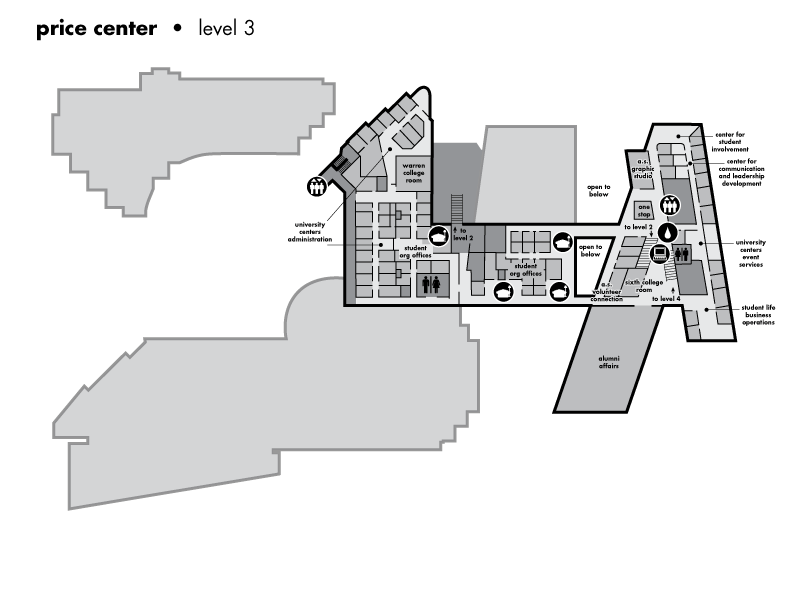 price center • level 3
center for
student
involvement
a.s.
graphic
studio
center for
communication
and leadership
development
warren
college
room
open to
below
one
stop
university
centers
administration
to
level 2
to level 2
student
org offices
open to
below
university
centers
event
services
student
org offices
a.s.
volunteer
connection
sixth college
room
to level 4
student life
business
operations
alumni
affairs